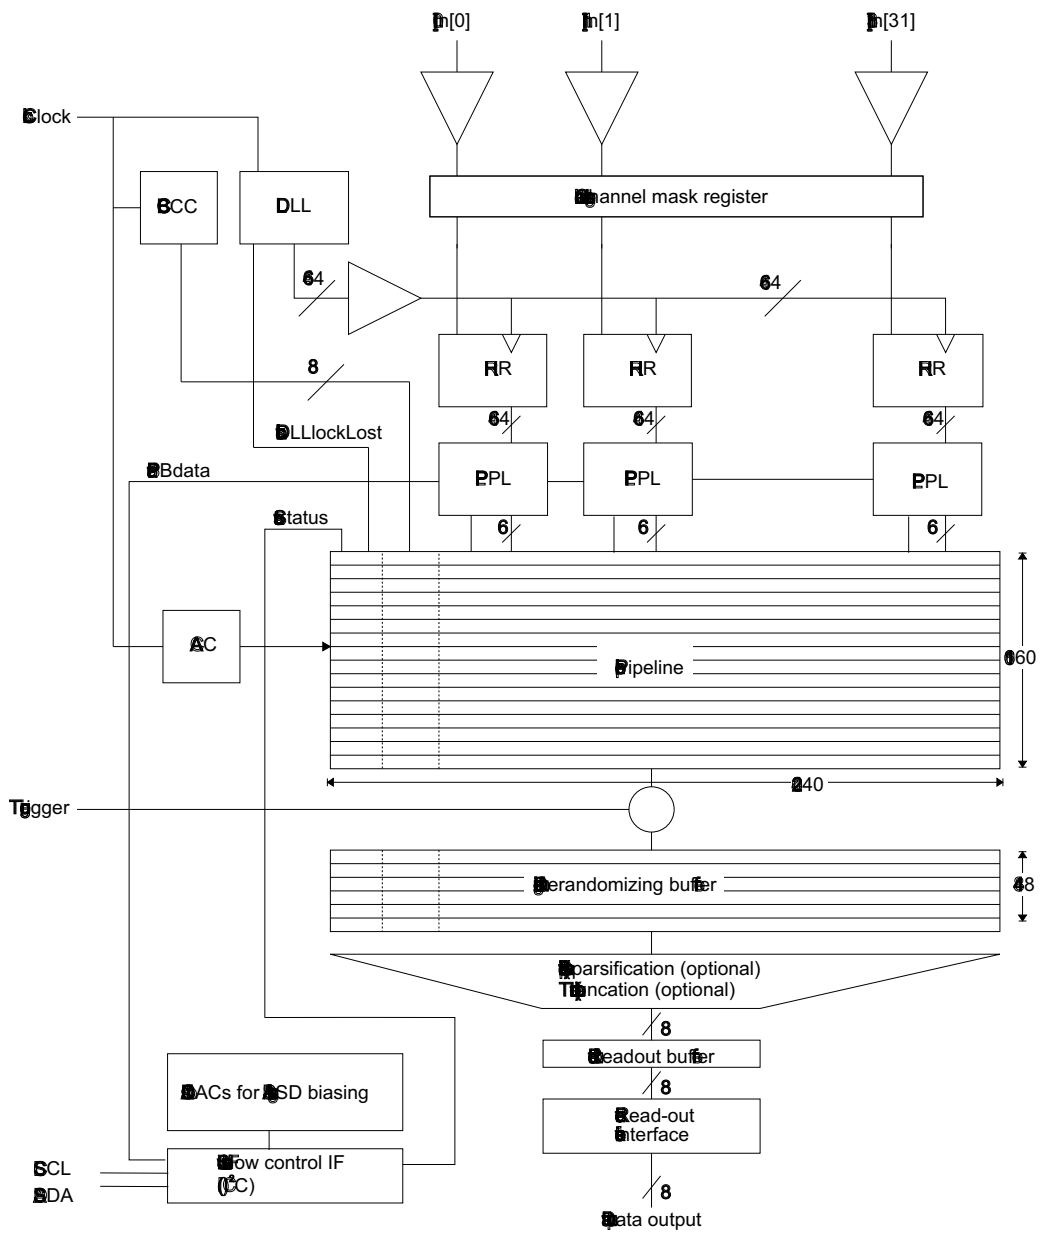 In[0]
In[1]
In[31]
Clock
Channel mask register
BCC
DLL
64
64
8
HR
HR
HR
64
64
64
DLLlockLost
PBdata
PPL
PPL
PPL
Status
6
6
6
AC
Pipeline
160
240
Trigger
Derandomizing buffer
48
Sparsification (optional)
Truncation (optional)
8
Readout buffer
8
DACs for ASD biasing
Read-out
interface
Slow control IF
(I²C)
SCL
SDA
8
Data output